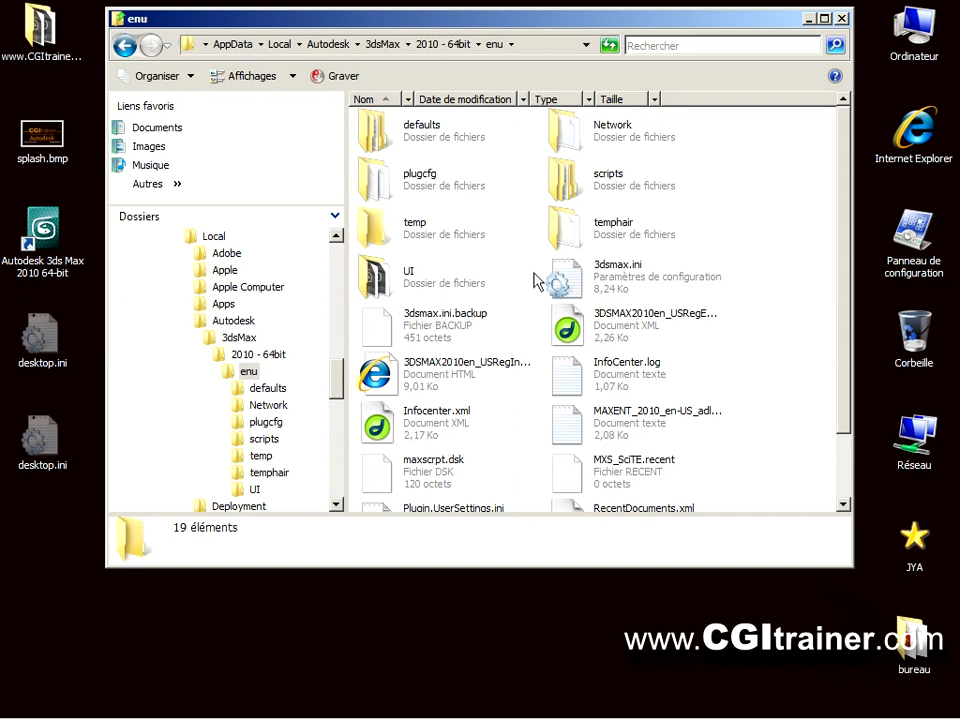 www.CGItraine...
splash.bmp
Autodesk 3ds Max
2010 64-bit
desktop.ini
desktop.ini
enu
AppData
Local
Autodesk
3dsMax
2010 - 64bit
enu
Rechercher
Organiser
Affichages
Graver
Liens favoris
Documents
Images
Musique
Autres »
Dossiers
Local
Adobe
Apple
Apple Computer
Apps
Autodesk
3dsMax
2010 - 64bit
enu
defaults
Network
plugcfg
scripts
temp
temphair
UI
Deployment
Nom
Date de modification
Type
Taille
defaults
Dossier de fichiers
Network
Dossier de fichiers
plugcfg
Dossier de fichiers
scripts
Dossier de fichiers
temp
Dossier de fichiers
temphair
Dossier de fichiers
UI
Dossier de fichiers
3dsmax.ini
Paramètres de configuration
8,24 Ko
3dsmax.ini.backup
Fichier BACKUP
451 octets
3DSMAX2010en_USRegE...
Document XML
2,26 Ko
3DSMAX2010en_USRegIn...
Document HTML
9,01 Ko
InfoCenter.log
Document texte
1,07 Ko
Infocenter.xml
Document XML
2,17 Ko
MAXENT_2010_en-US_adl...
Document texte
2,08 Ko
maxscrpt.dsk
Fichier DSK
120 octets
MXS_SciTE.recent
Fichier RECENT
0 octets
Plugin.UserSettings.ini
RecentDocuments.xml
19 éléments
Ordinateur
Internet Explorer
Panneau de
configuration
Corbeille
Réseau
JYA
www.CGItrainer.com
bureau